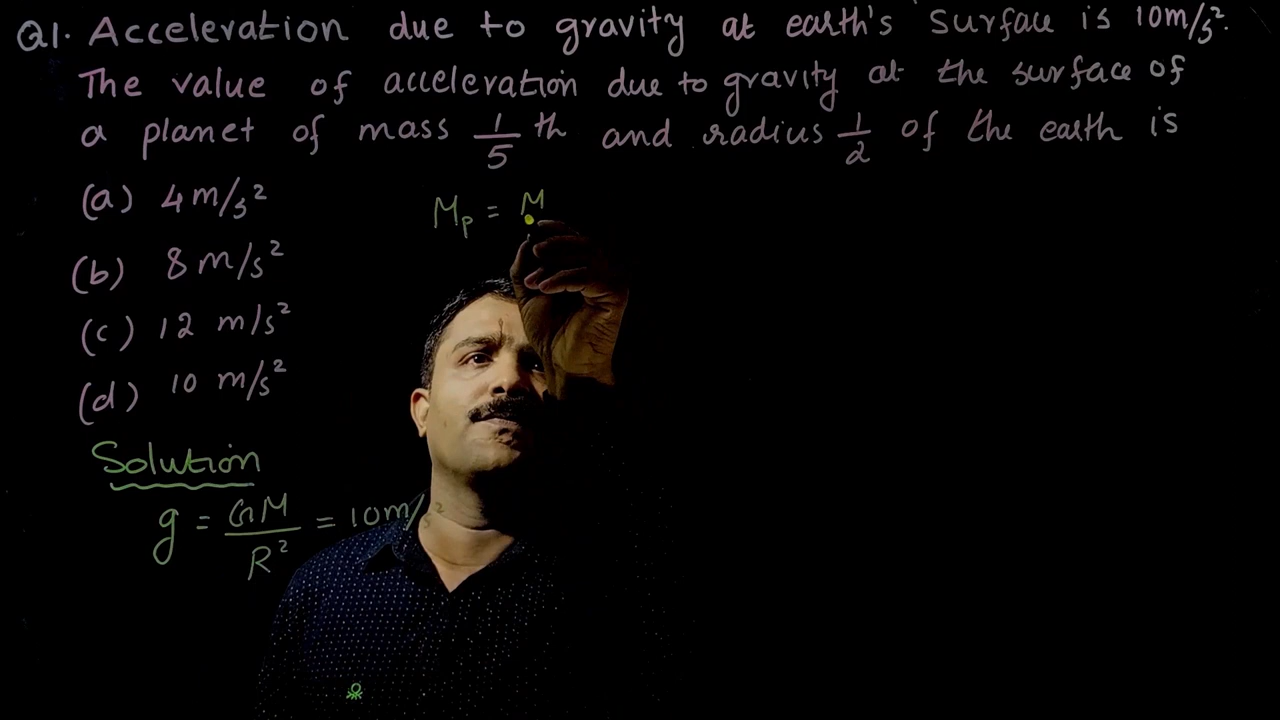 Q1. Acceleration due to gravity at earth's surface is 10m/s².
The value of acceleration due to gravity at the surface of
a planet of mass 1/5 th and radius 1/2 of the earth is
(a) 4m/s²
(b) 8m/s²
(c) 12 m/s²
(d) 10 m/s²
Mp = M
Solution
g = GM/R² = 10m/s²